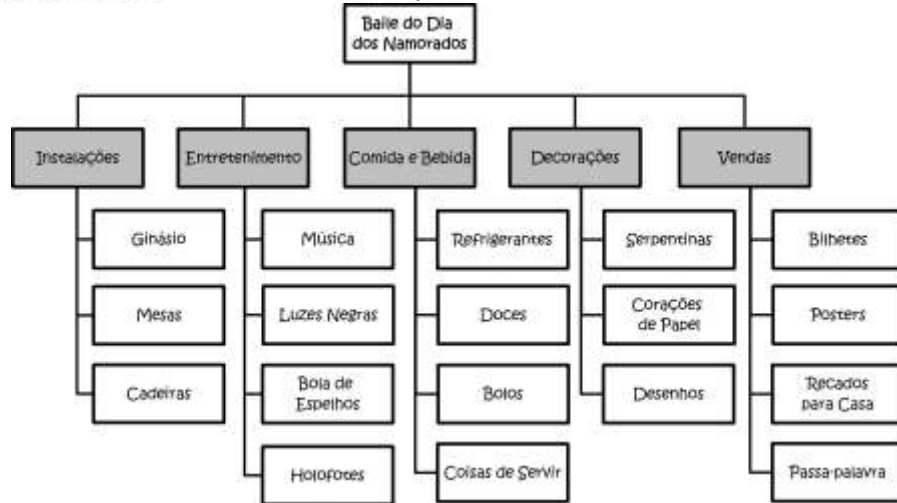 Baile do Dia
dos Namorados
Instalações
Entretenimento
Comida e Bebida
Decorações
Vendas
Ginásio
Mesas
Cadeiras
Música
Luzes Negras
Bola de
Espelhos
Holofotes
Refrigerantes
Doces
Bolos
Coisas de Servir
Serpentinas
Corações
de Papel
Desenhos
Bilhetes
Posters
Recados
para Casa
Passa-palavra